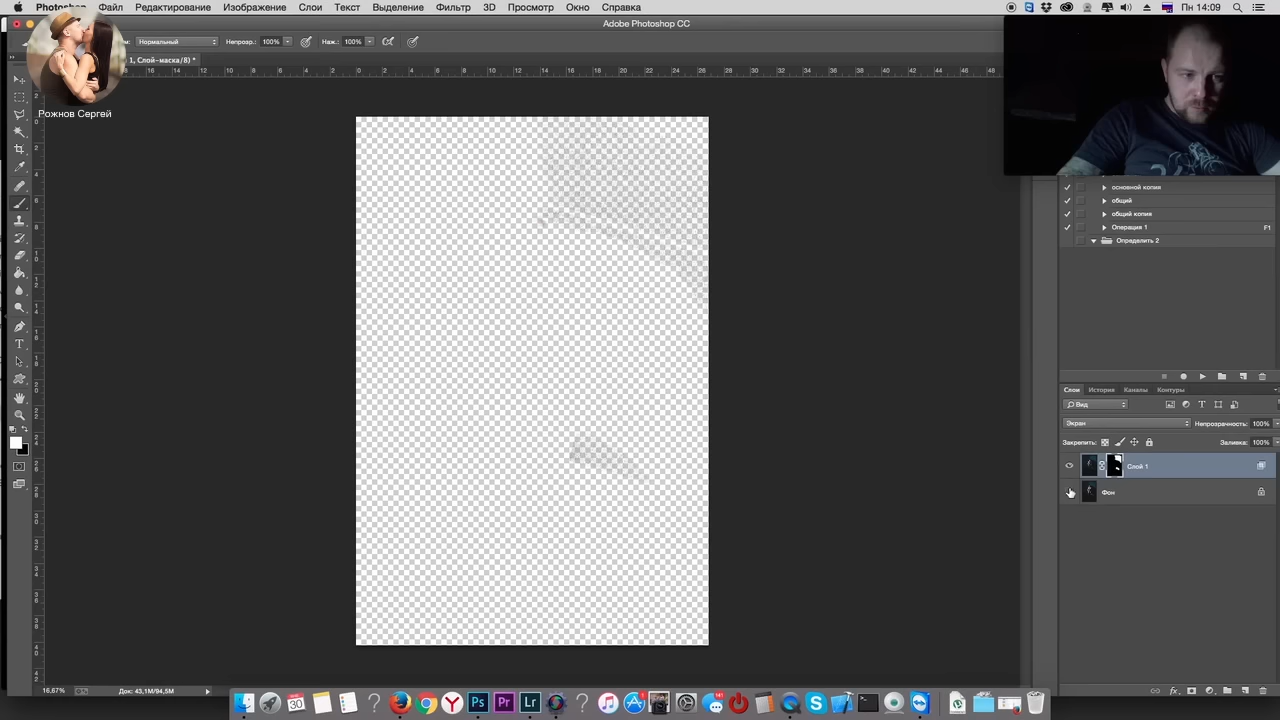 Photoshop Файл Редактирование Изображение Слои Текст Выделение Фильтр 3D Просмотр Окно Справка
Пн 14:09
Adobe Photoshop CC
Нормальный Непрозр.: 100% Наж.: 100%
1, Слой-маска/8) *
Рожнов Сергей
основной копия
общий
общий копия
Операция 1 F1
Определить 2
Слои История Каналы Контуры
Вид
Экран Непрозрачность: 100%
Закрепить: Заливка: 100%
Слой 1
Фон
16,67% Док: 43,1M/94,5M